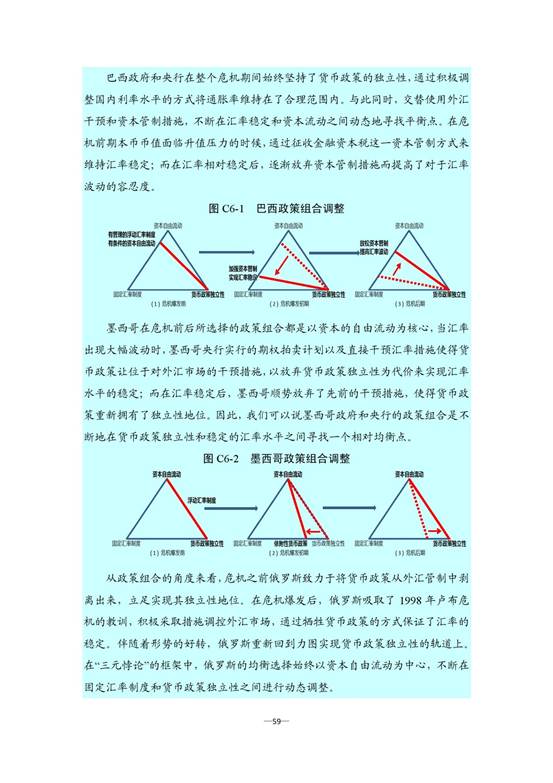 巴西政府和央行在整个危机期间始终坚持了货币政策的独立性,通过积极调
整国内利率水平的方式将通胀率维持在了合理范围内。与此同时,交替使用外汇
干预和资本管制措施,不断在汇率稳定和资本流动之间动态地寻找平衡点。在危
机前期本币币值面临升值压力的时候,通过征收金融资本税这一资本管制方式来
维持汇率稳定;而在汇率相对稳定后,逐渐放弃资本管制措施而提高了对于汇率
波动的容忍度。
图 C6-1 巴西政策组合调整
资本自由流动
有管理的浮动汇率制度
有条件的资本自由流动
固定汇率制度
货币政策独立性
(1)危机爆发前
资本自由流动
加强资本管制
实现汇率稳定
固定汇率制度
货币政策独立性
(2)危机爆发初期
资本自由流动
放松资本管制
提高汇率波动
固定汇率制度
货币政策独立性
(3)危机后期
墨西哥在危机前后所选择的政策组合都是以资本的自由流动为核心,当汇率
出现大幅波动时,墨西哥央行实行的期权拍卖计划以及直接干预汇率措施使得货
币政策让位于对外汇市场的干预措施,以放弃货币政策独立性为代价来实现汇率
水平的稳定;而在汇率稳定后,墨西哥顺势放弃了先前的干预措施,使得货币政
策重新拥有了独立性地位。因此,我们可以说墨西哥政府和央行的政策组合是不
断地在货币政策独立性和稳定的汇率水平之间寻找一个相对均衡点。
图 C6-2 墨西哥政策组合调整
资本自由流动
浮动汇率制度
固定汇率制度
货币政策独立性
(1)危机爆发前
资本自由流动
固定汇率制度
依附性货币政策
货币政策独立性
(2)危机爆发初期
资本自由流动
固定汇率制度
货币政策独立性
(3)危机后期
从政策组合的角度来看,危机之前俄罗斯致力于将货币政策从外汇管制中剥
离出来,立足实现其独立性地位。在危机爆发后,俄罗斯吸取了 1998 年卢布危
机的教训,积极采取措施调控外汇市场,通过牺牲货币政策的方式保证了汇率的
稳定。伴随着形势的好转,俄罗斯重新回到力图实现货币政策独立性的轨道上。
在“三元悖论”的框架中,俄罗斯的均衡选择始终以资本自由流动为中心,不断在
固定汇率制度和货币政策独立性之间进行动态调整。
—59—